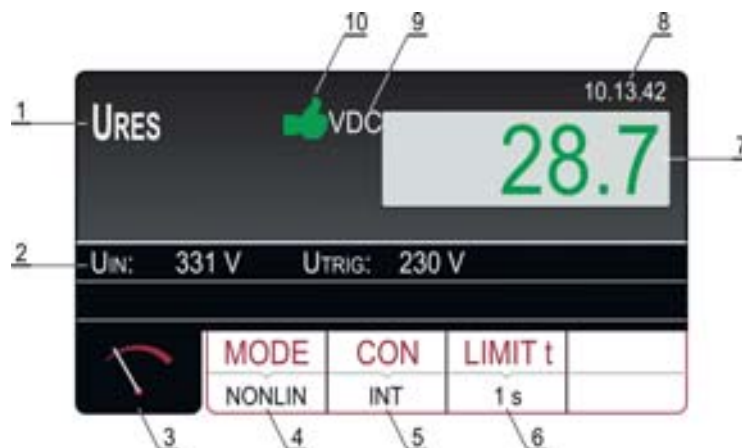 10 9 8
10.13.42
1 URES VDC
28.7 7
2 UIN: 331 V UTRIG: 230 V
MODE CON LIMIT t
NONLIN INT 1 s
3 4 5 6